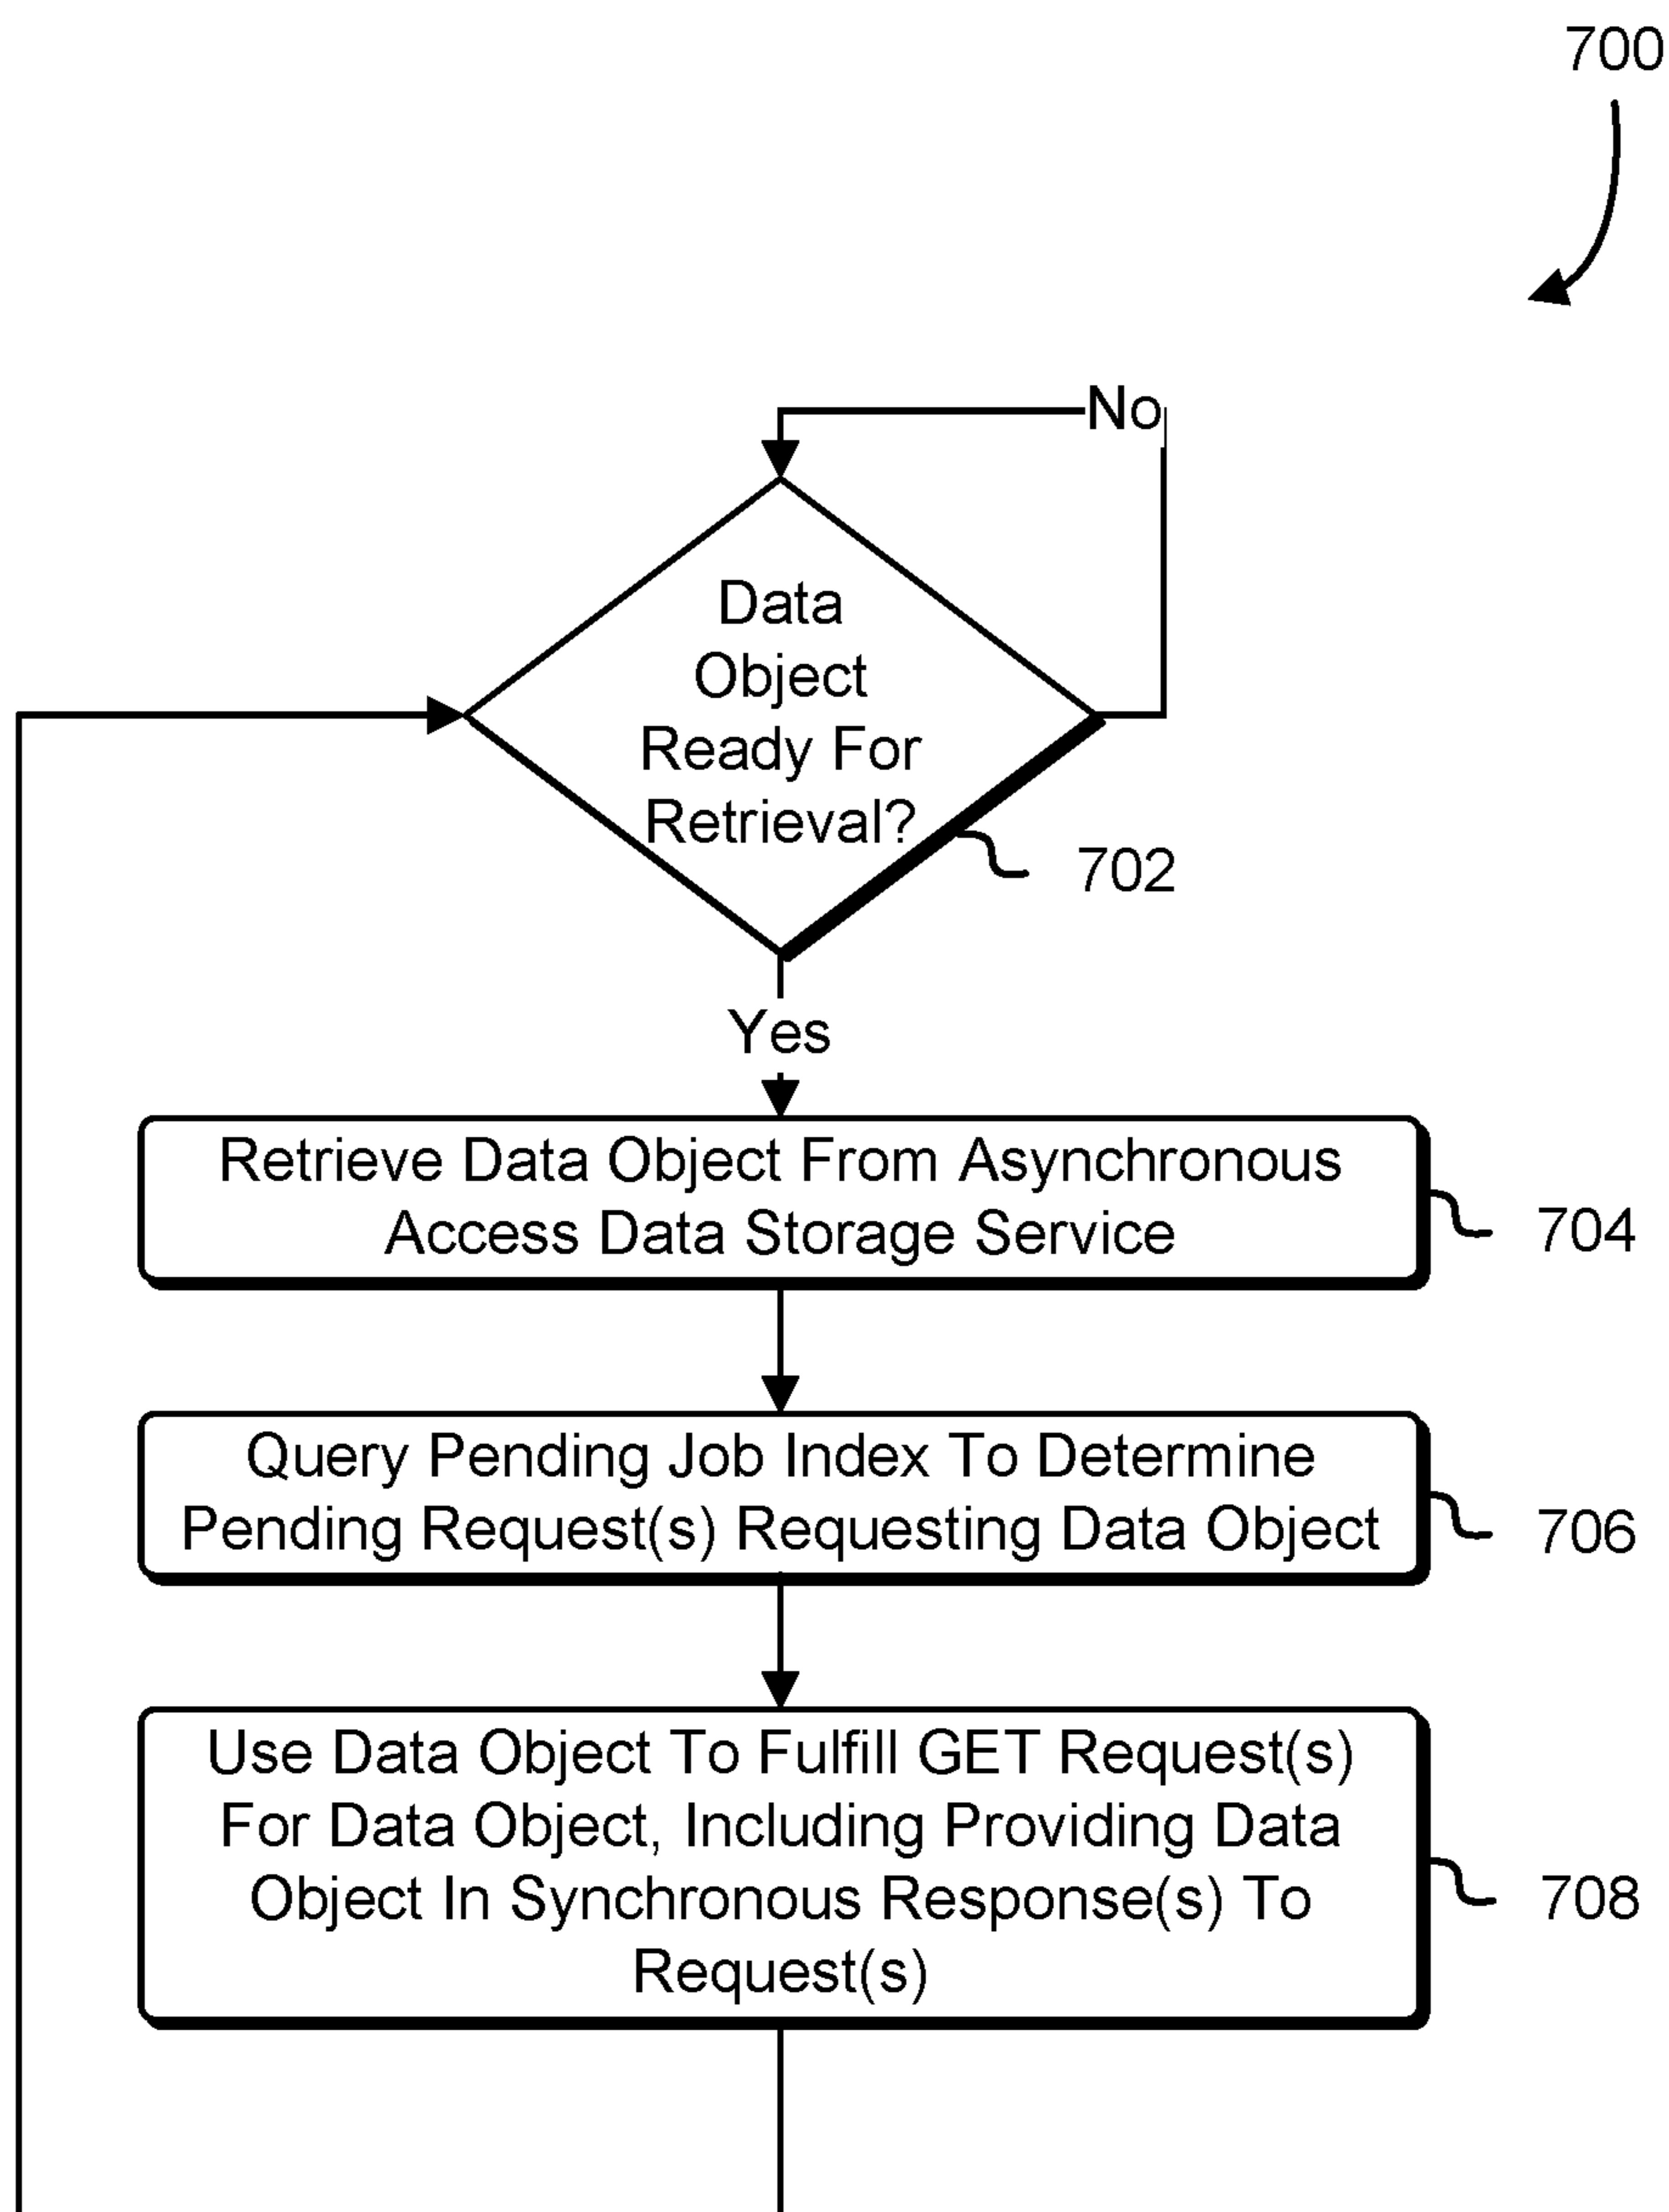 700
No
Data
Object
Ready For
Retrieval?
702
Yes
Retrieve Data Object From Asynchronous
Access Data Storage Service
704
Query Pending Job Index To Determine
Pending Request(s) Requesting Data Object
706
Use Data Object To Fulfill GET Request(s)
For Data Object, Including Providing Data
Object In Synchronous Response(s) To
Request(s)
708